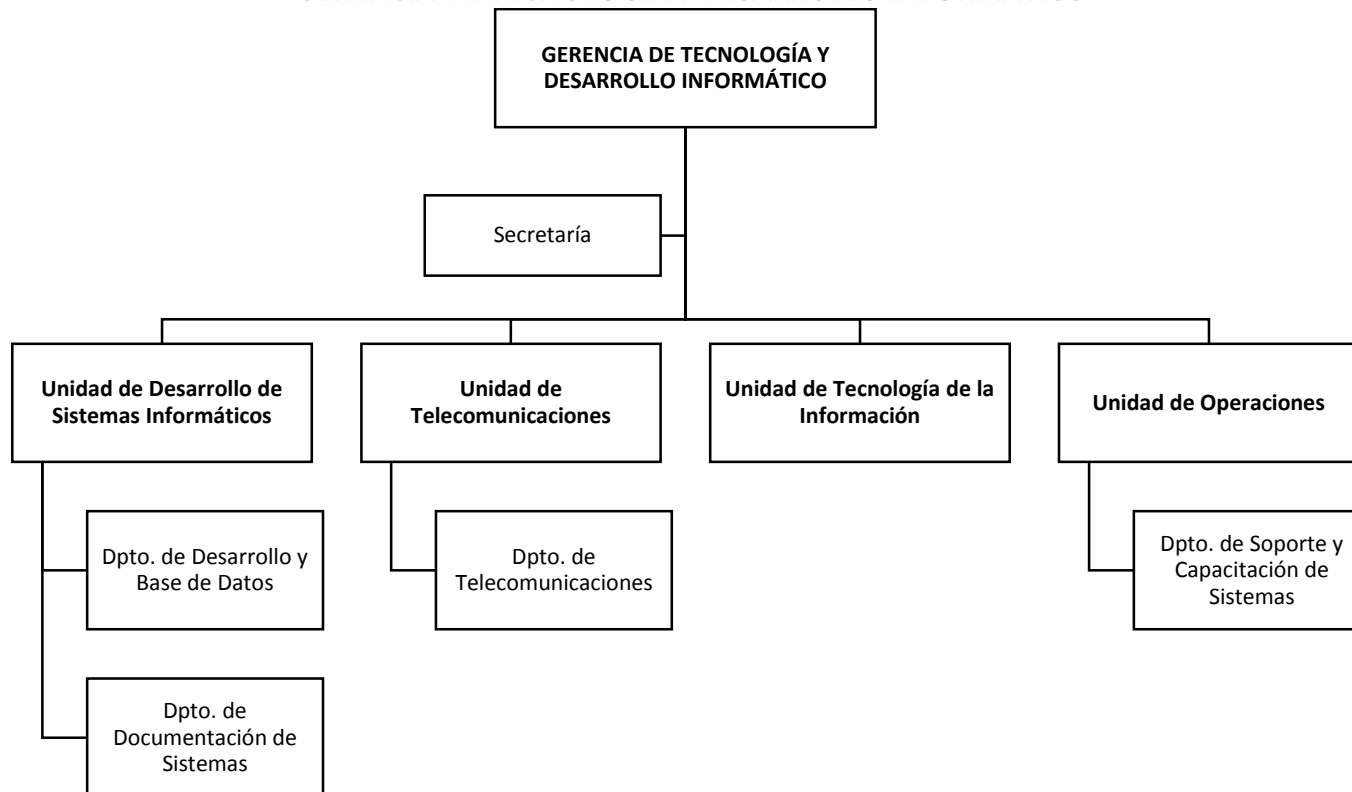 GERENCIA DE TECNOLOGÍA Y
DESARROLLO INFORMÁTICO
Secretaría
Unidad de Desarrollo de
Sistemas Informáticos
Unidad de
Telecomunicaciones
Unidad de Tecnología de la
Información
Unidad de Operaciones
Dpto. de Desarrollo y
Base de Datos
Dpto. de
Telecomunicaciones
Dpto. de Soporte y
Capacitación de
Sistemas
Dpto. de
Documentación de
Sistemas